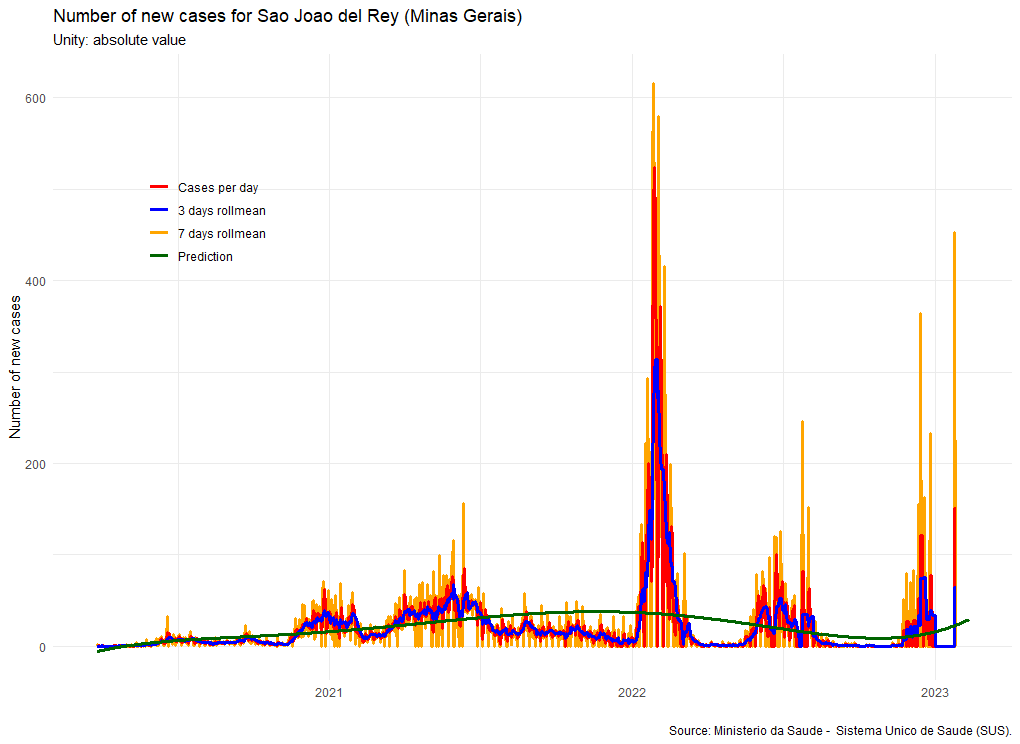 Number of new cases for Sao Joao del Rey (Minas Gerais)
Unity: absolute value
600
400
200
0
Number of new cases
Cases per day
3 days rollmean
7 days rollmean
Prediction
2021
2022
2023
Source: Ministerio da Saude -  Sistema Unico de Saude (SUS).